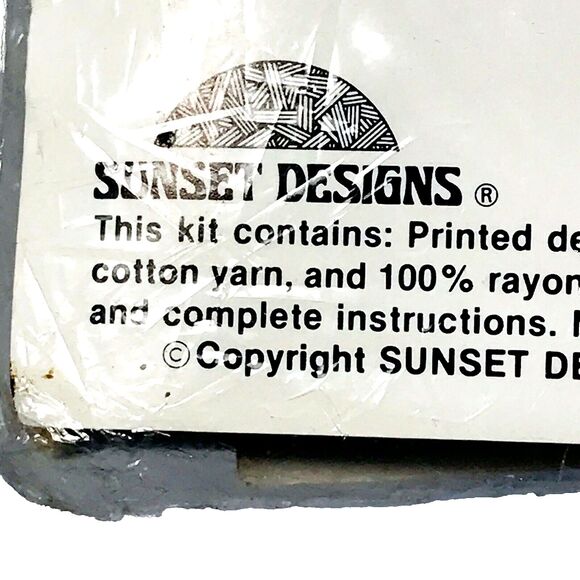 SUNSET DESIGNS ®
This kit contains: Printed de
cotton yarn, and 100% rayon
and complete instructions.
©Copyright SUNSET DE